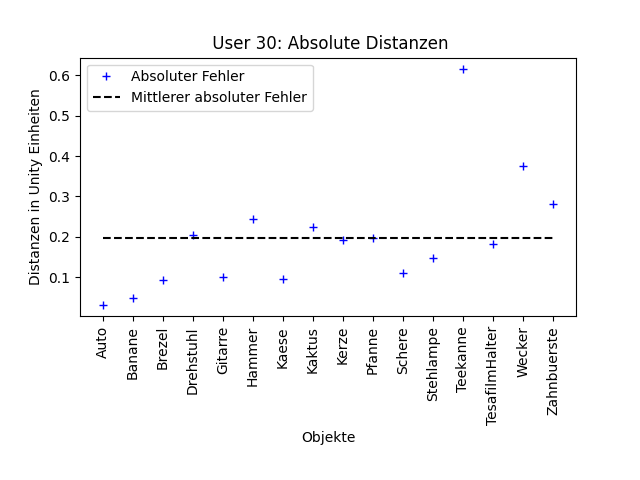 User 30: Absolute Distanzen
Absoluter Fehler
Mittlerer absoluter Fehler
Distanzen in Unity Einheiten
0.6
0.5
0.4
0.3
0.2
0.1
Auto
Banane
Brezel
Drehstuhl
Gitarre
Hammer
Kaese
Kaktus
Kerze
Pfanne
Schere
Stehlampe
Teekanne
TesafilmHalter
Wecker
Zahnbuerste
Objekte